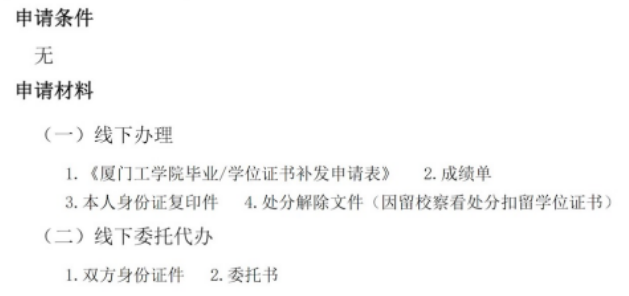 申请条件
无
申请材料
（一）线下办理
1.《厦门工学院毕业/学位证书补发申请表》 2.成绩单
3.本人身份证复印件 4.处分解除文件（因留校察看处分扣留学位证书）
（二）线下委托代办
1.双方身份证件 2.委托书